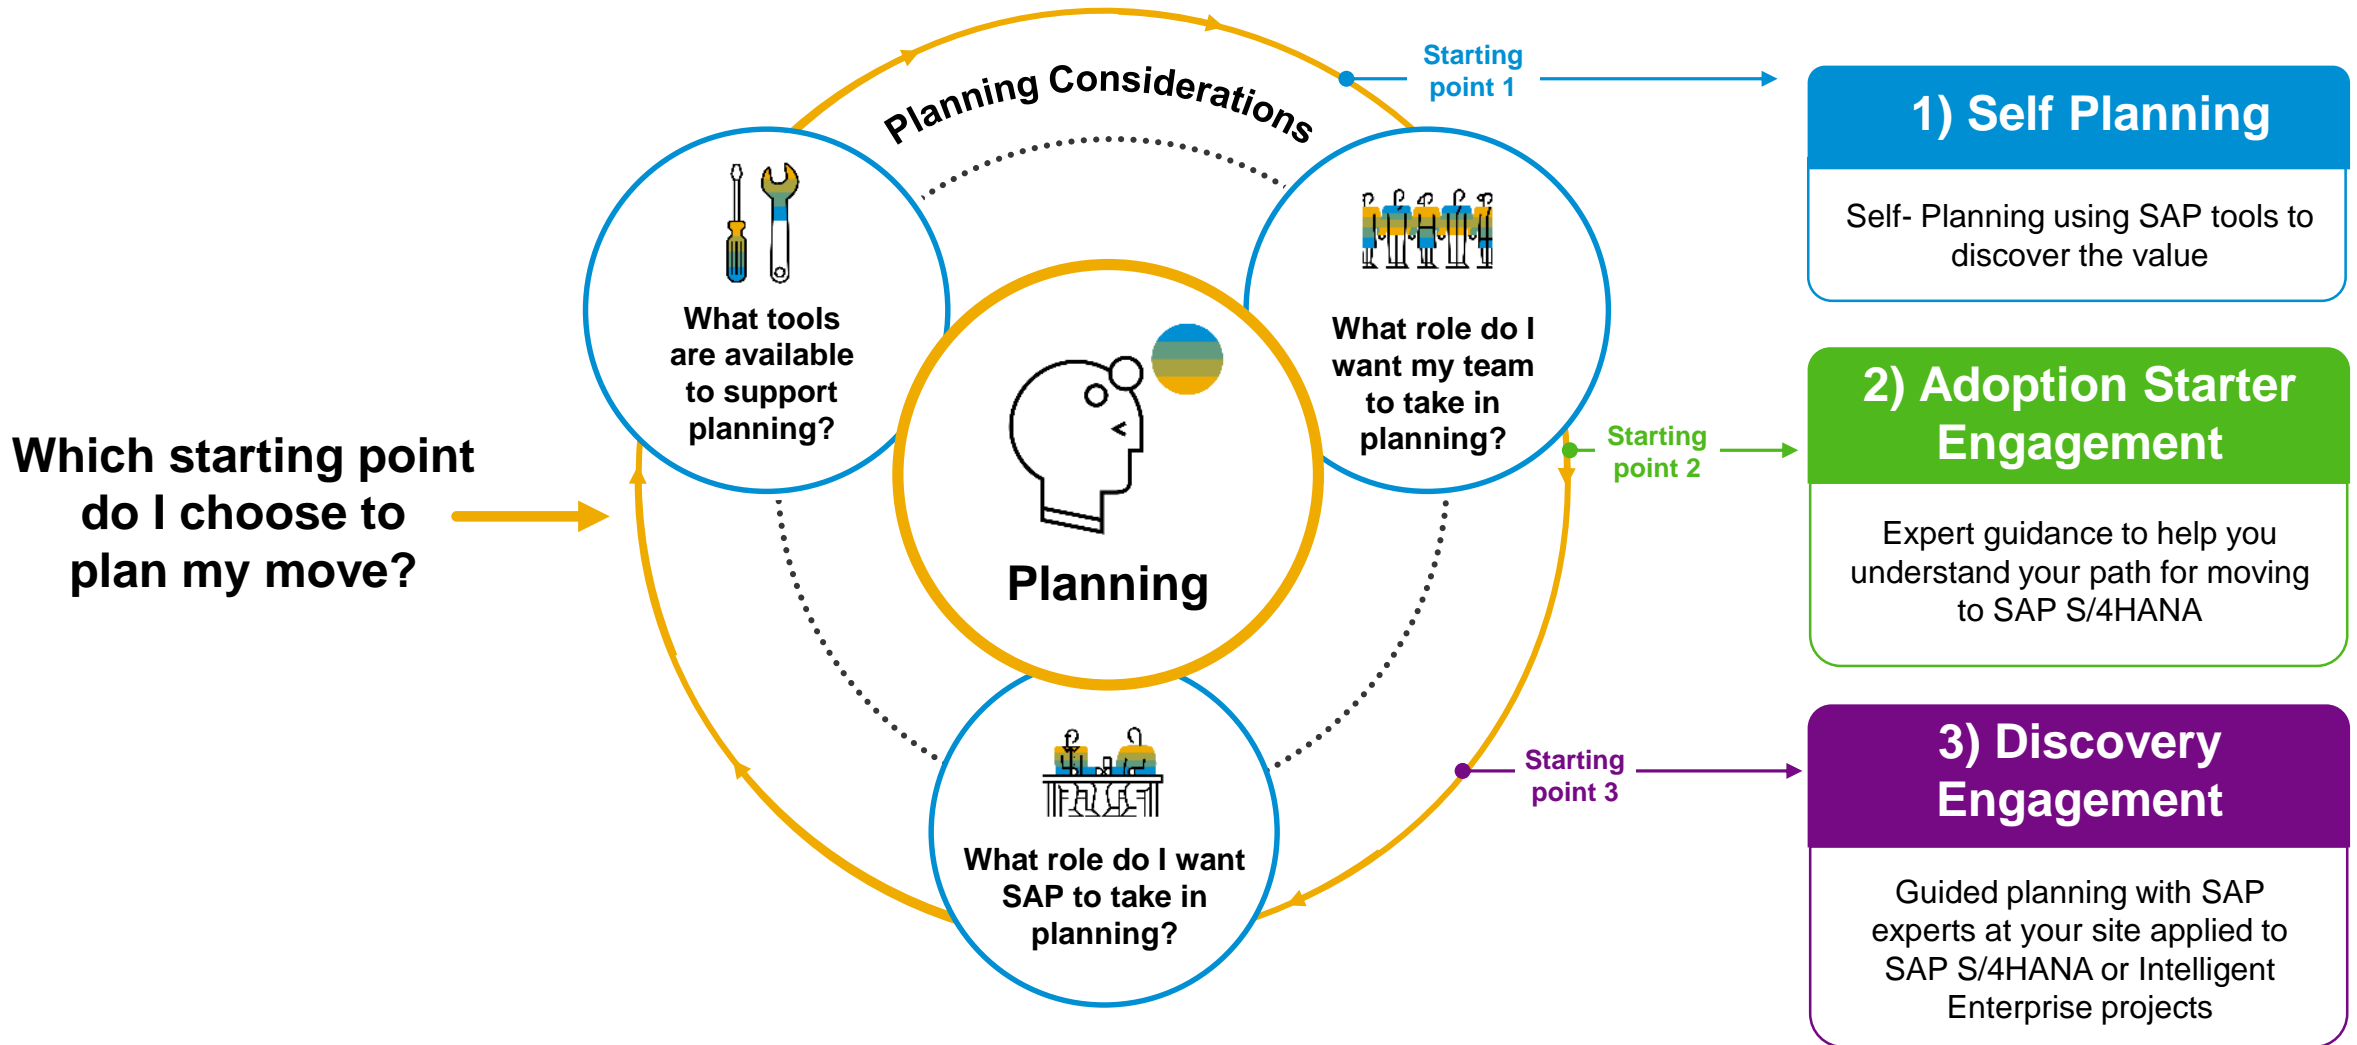 Which starting point
do I choose to
plan my move?
Planning Considerations
What tools
are available
to support
planning?
What role do I
want my team
to take in
planning?
Planning
What role do I want
SAP to take in
planning?
Starting
point 1
1) Self Planning
Self- Planning using SAP tools to
discover the value
Starting
point 2
2) Adoption Starter
Engagement
Expert guidance to help you
understand your path for moving
to SAP S/4HANA
Starting
point 3
3) Discovery
Engagement
Guided planning with SAP
experts at your site applied to
SAP S/4HANA or Intelligent
Enterprise projects